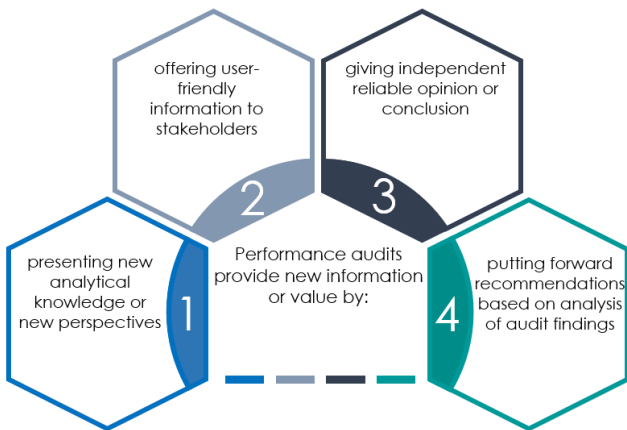 offering user-
friendly
information to
stakeholders
2
giving independent
reliable opinion or
conclusion
3
presenting new
analytical
knowledge or
new perspectives
1
Performance audits
provide new information
or value by:
4
putting forward
recommendations
based on analysis
of audit findings